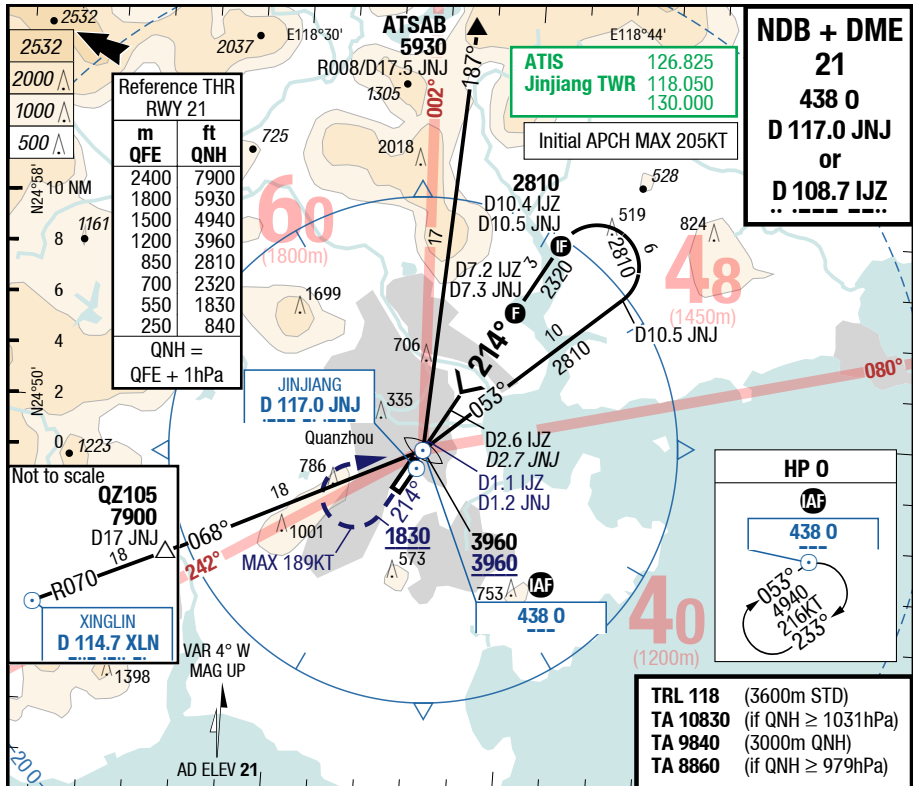 2532
2532
2000
1000
500
2037
E118°30'
ATSAB
5930
R008/D17.5 JNJ
1305
187°
002°
2018
E118°44'
ATIS 126.825
Jinjiang TWR 118.050
130.000
Initial APCH MAX 205KT
NDB + DME
21
438 O
D 117.0 JNJ
or
D 108.7 IJZ
Reference THR
RWY 21
m ft
QFE QNH
2400 7900
1800 5930
1500 4940
1200 3960
850 2810
700 2320
550 1830
250 840
QNH =
QFE + 1hPa
725
N24°58'
10 NM
8
6
4
2
0
N24°50'
1161
1223
60
(1800m)
1699
17
2810
D10.4 IJZ
D10.5 JNJ
528
519
824
IF
6
2810
D7.2 IJZ
D7.3 JNJ
3
2320
F
48
(1450m)
D10.5 JNJ
10
2810
214°
053°
706
335
080°
JINJIANG
D 117.0 JNJ
Quanzhou
786
D2.6 IJZ
D2.7 JNJ
D1.1 IJZ
D1.2 JNJ
Not to scale
QZ105
7900
D17 JNJ
18
R070
068°
18
242°
1001
MAX 189KT
214°
1830
573
3960
3960
753
IAF
438 O
XINGLIN
D 114.7 XLN
1398
VAR 4° W
MAG UP
AD ELEV 21
200
40
(1200m)
HP O
IAF
438 O
053°
4940
216KT
233°
TRL 118 (3600m STD)
TA 10830 (if QNH ≥ 1031hPa)
TA 9840 (3000m QNH)
TA 8860 (if QNH ≥ 979hPa)